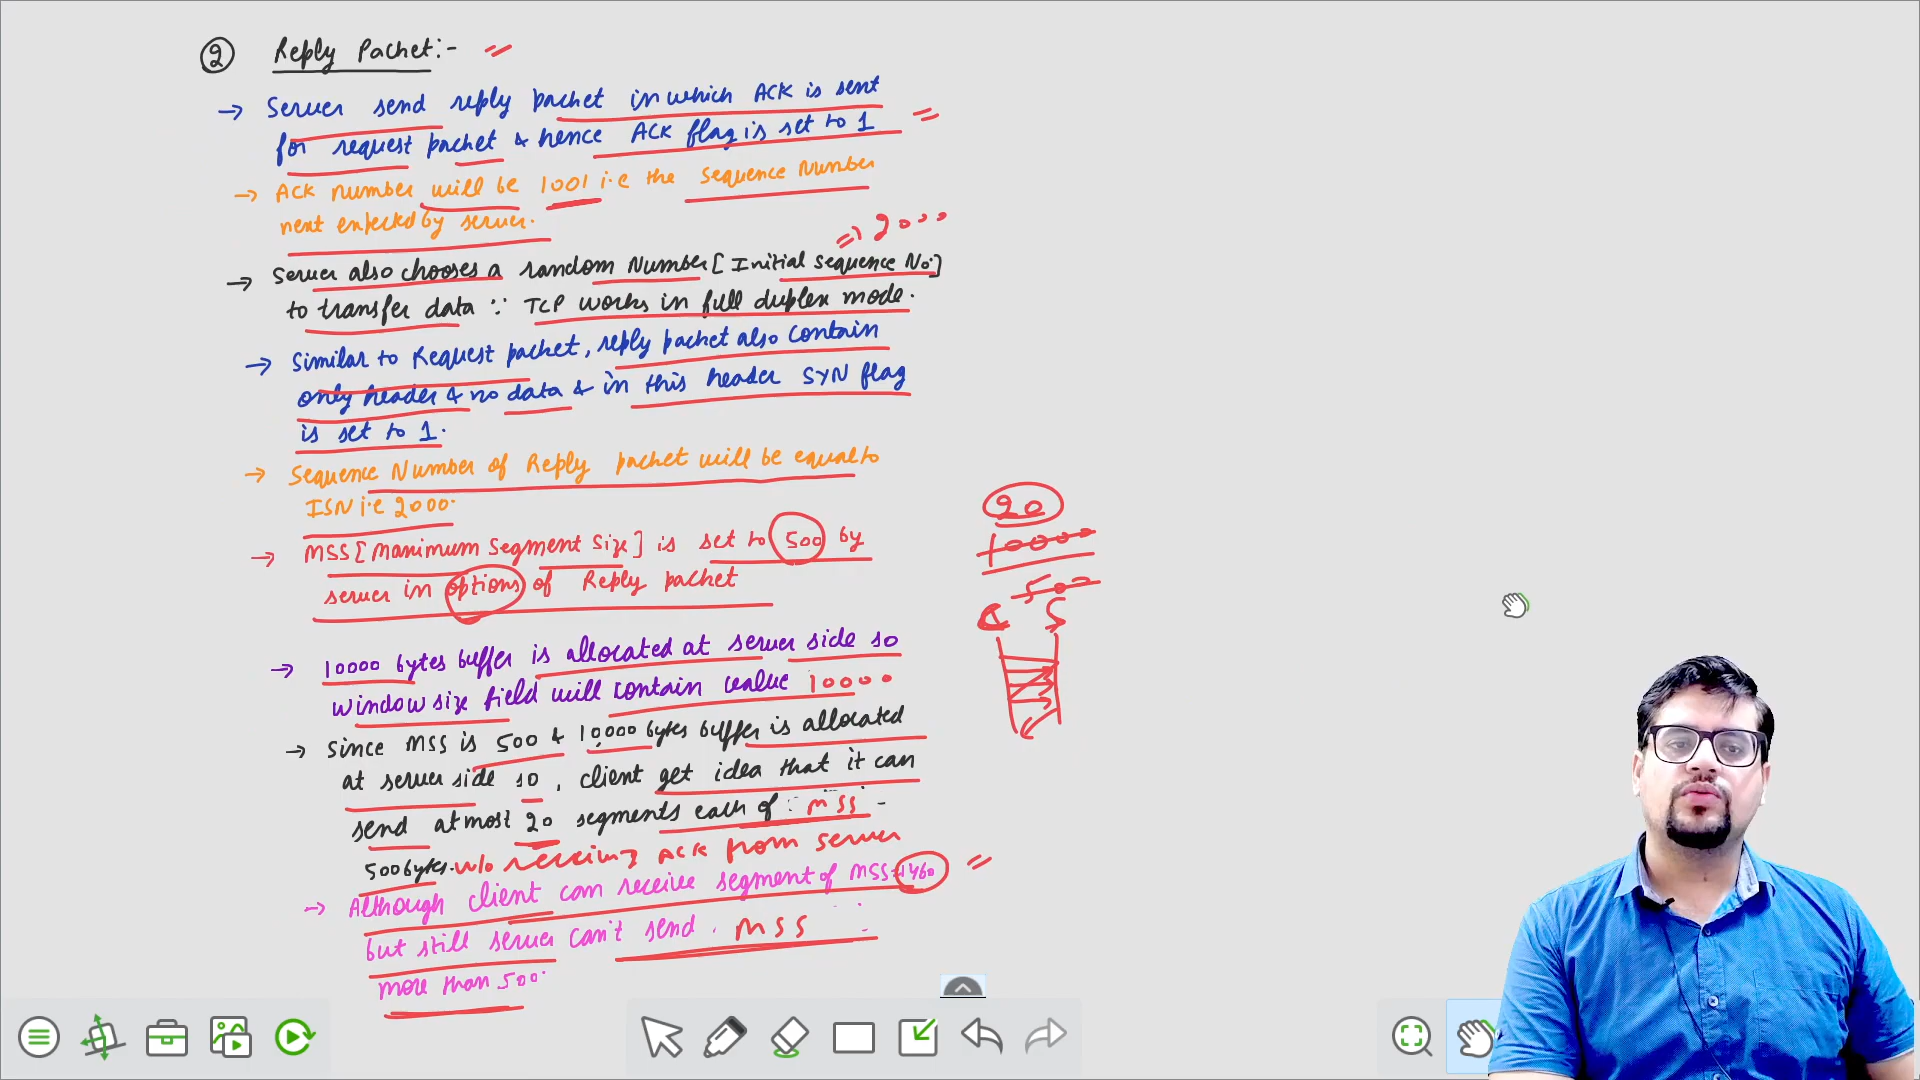 2 Reply Packet:-
→ Server send reply packet in which ACK is sent
for request packet & hence ACK flag is set to 1
→ ACK number will be 1001 i.e the sequence Number
next expected by server.
⇒ 2000
→ Server also chooses a random Number [Initial sequence No.]
to transfer data ∵ TCP works in full duplex mode.
→ Similar to Request packet, reply packet also contain
only header & no data & in this header SYN flag
is set to 1.
→ Sequence Number of Reply packet will be equal to
ISN i.e 2000.
→ MSS [Maximum Segment Size] is set to 500 by
server in options of Reply packet
20
10000
500
C S
→ 10000 bytes buffer is allocated at server side so
window size field will contain value 10000
→ Since MSS is 500 & 10,000 bytes buffer is allocated
at server side so, client get idea that it can
send atmost 20 segments each of MSS -
500 bytes. w/o receiving ACK from server
→ Although client can receive segment of MSS=1460
but still server can't send MSS
more than 500.